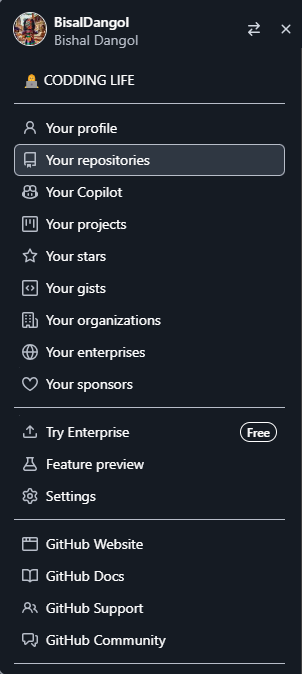 BisalDangol
Bishal Dangol
CODDING LIFE
Your profile
Your repositories
Your Copilot
Your projects
Your stars
Your gists
Your organizations
Your enterprises
Your sponsors
Try Enterprise Free
Feature preview
Settings
GitHub Website
GitHub Docs
GitHub Support
GitHub Community